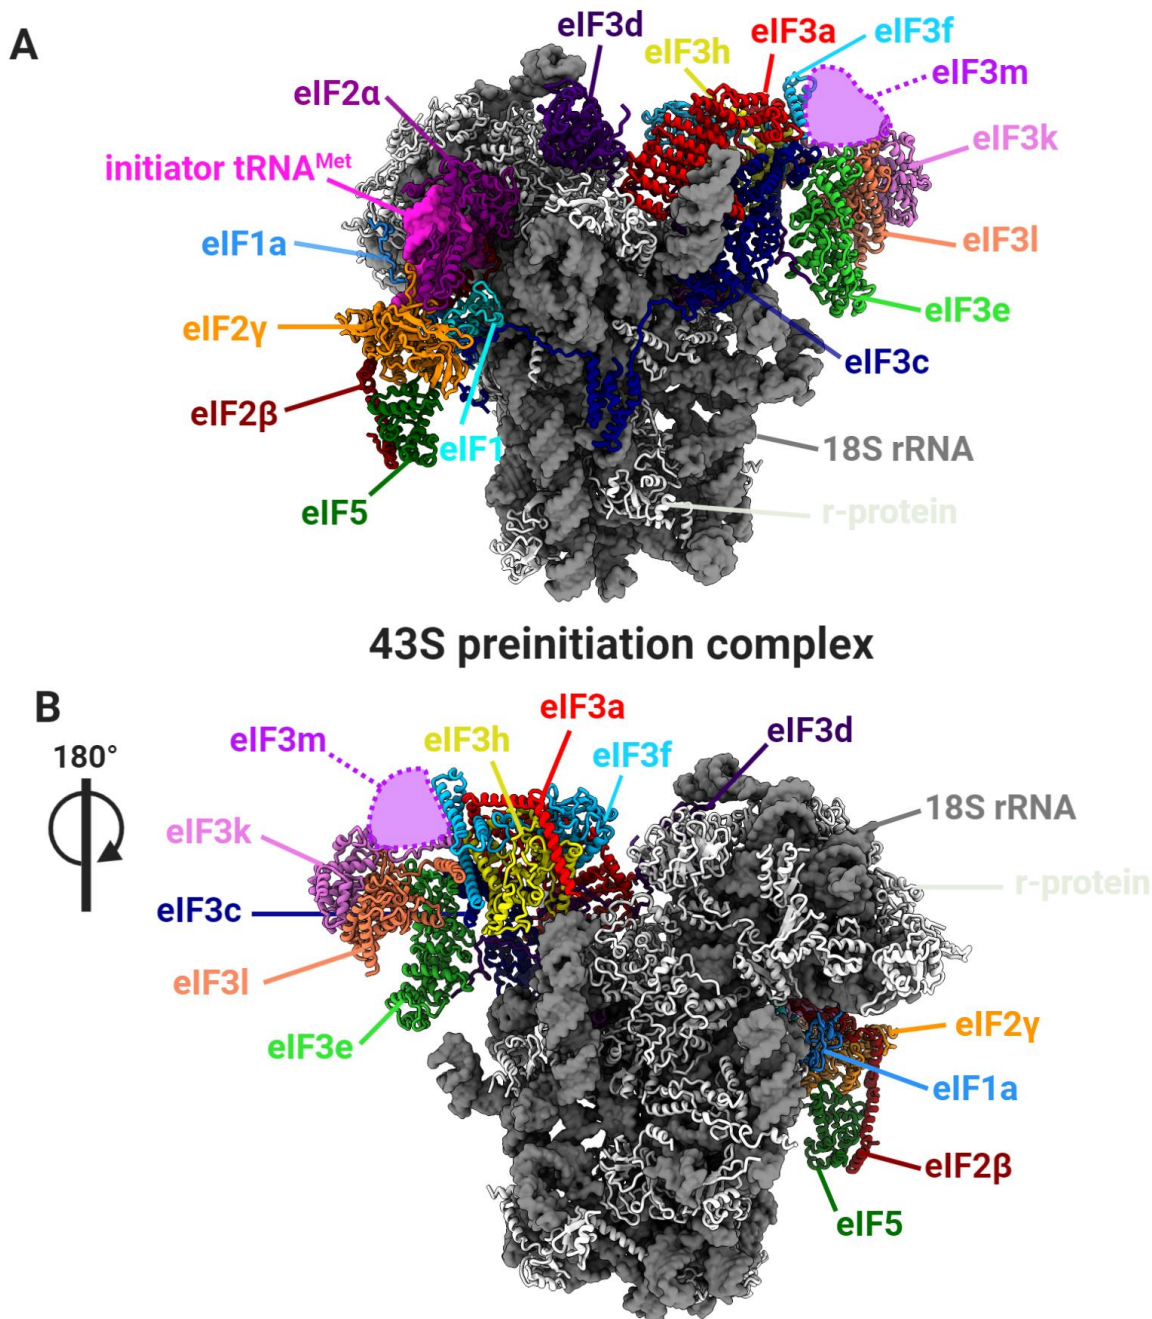 A
eIF3d
eIF3h
eIF3a
eIF3f
eIF3m
eIF2α
eIF3k
initiator tRNAMet
eIF1a
eIF3l
eIF2γ
eIF3e
eIF3c
eIF2β
eIF1
18S rRNA
eIF5
r-protein
43S preinitiation complex
B
180°
eIF3m
eIF3h
eIF3a
eIF3f
eIF3d
18S rRNA
eIF3k
r-protein
eIF3c
eIF3l
eIF2γ
eIF3e
eIF1a
eIF2β
eIF5